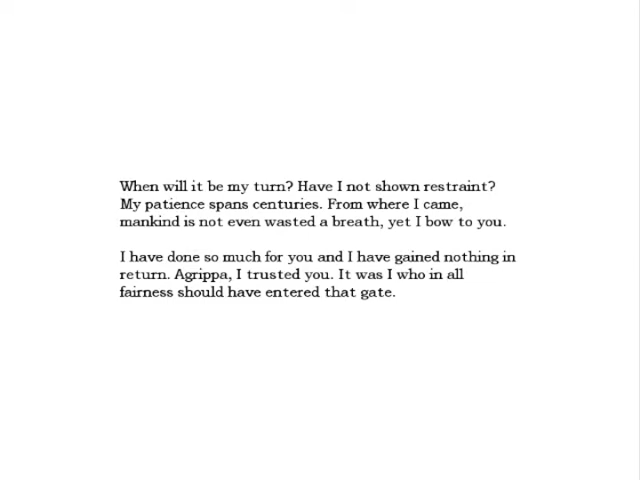 When will it be my turn? Have I not shown restraint?
My patience spans centuries. From where I came,
mankind is not even wasted a breath, yet I bow to you.
I have done so much for you and I have gained nothing in
return. Agrippa, I trusted you. It was I who in all
fairness should have entered that gate.